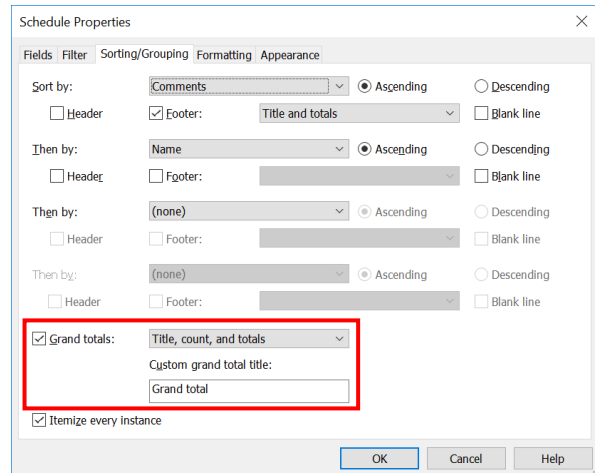 Schedule Properties
Fields Filter Sorting/Grouping Formatting Appearance
Sort by: Comments Ascending Descending
Header Footer: Title and totals Blank line
Then by: Name Ascending Descending
Header Footer: Blank line
Then by: (none) Ascending Descending
Header Footer: Blank line
Then by: (none) Ascending Descending
Header Footer: Blank line
Grand totals: Title, count, and totals
Custom grand total title:
Grand total
Itemize every instance
OK Cancel Help